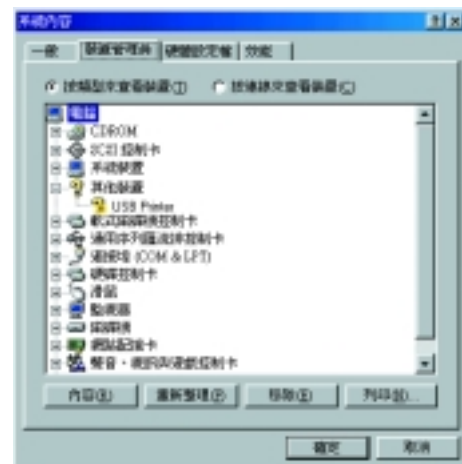 系統內容
一般 裝置管理員 硬體設定檔 效能
按類型來查看裝置(T) 按連線來查看裝置(C)
電腦
CDROM
SCSI 控制卡
系統裝置
其他裝置
USB Printer
軟式磁碟機控制卡
通用序列匯流排控制卡
連接埠 (COM & LPT)
硬碟控制卡
滑鼠
監視器
磁碟機
網路配接卡
聲音、視訊與遊戲控制卡
內容(R) 重新整理(F) 移除(E) 列印(N)...
確定 取消